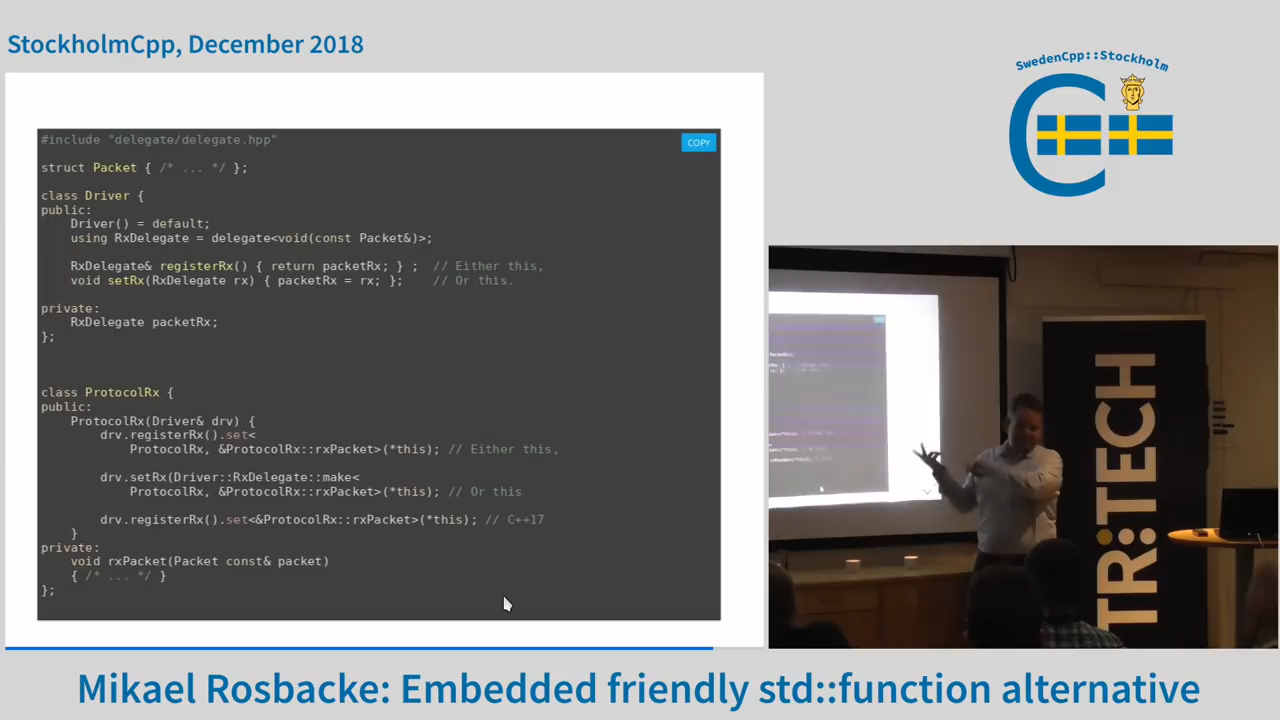 StockholmCpp, December 2018
SwedenCpp::Stockholm
#include "delegate/delegate.hpp"
COPY
struct Packet { /* ... */ };
class Driver {
public:
    Driver() = default;
    using RxDelegate = delegate<void(const Packet&)>;
    RxDelegate& registerRx() { return packetRx; } ;  // Either this,
    void setRx(RxDelegate rx) { packetRx = rx; };    // Or this.
private:
    RxDelegate packetRx;
};
class ProtocolRx {
public:
    ProtocolRx(Driver& drv) {
        drv.registerRx().set<
            ProtocolRx, &ProtocolRx::rxPacket>(*this); // Either this,
        drv.setRx(Driver::RxDelegate::make<
            ProtocolRx, &ProtocolRx::rxPacket>(*this); // Or this
        drv.registerRx().set<&ProtocolRx::rxPacket>(*this); // C++17
    }
private:
    void rxPacket(Packet const& packet)
    { /* ... */ }
};
TR:TECH
Mikael Rosbacke: Embedded friendly std::function alternative